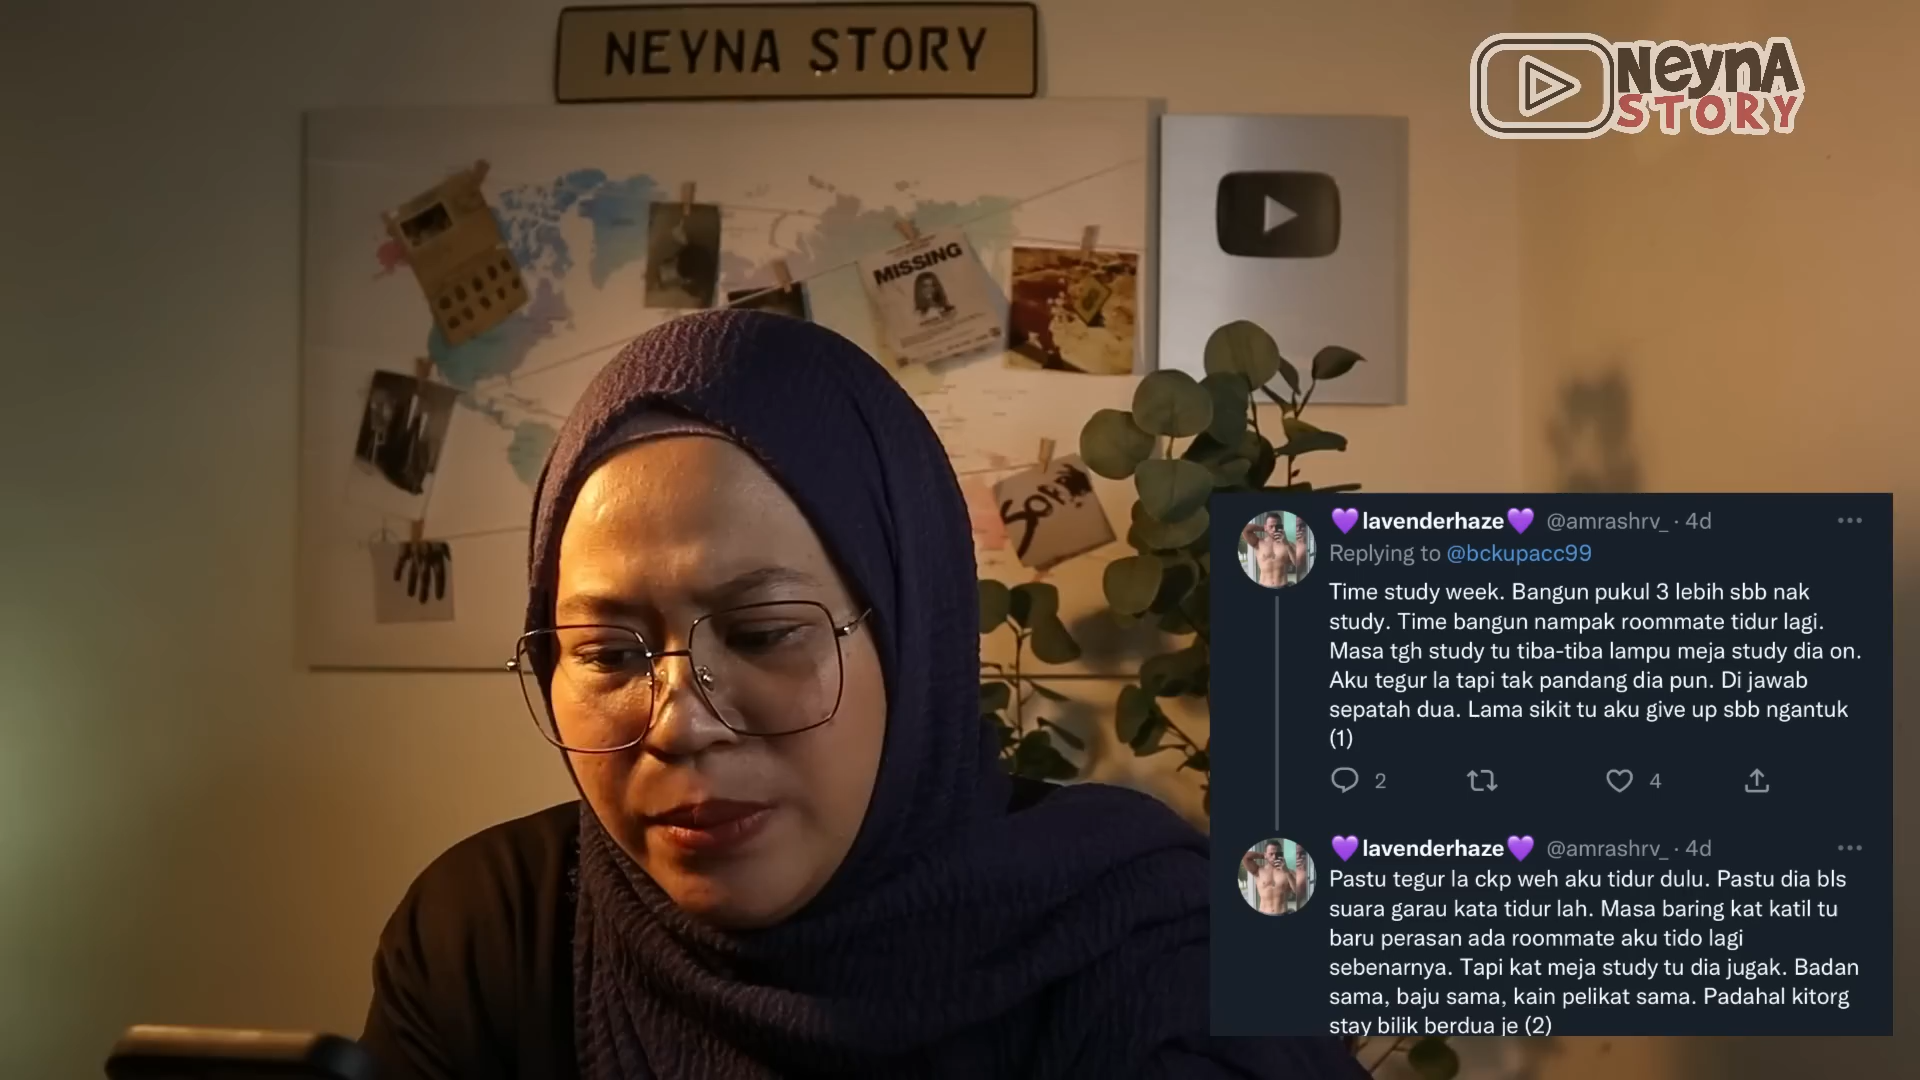 NEYNA STORY
NeynA
STORY
MISSING
💜lavenderhaze💜 @amrashrv_ · 4d
Replying to @bckupacc99
Time study week. Bangun pukul 3 lebih sbb nak
study. Time bangun nampak roommate tidur lagi.
Masa tgh study tu tiba-tiba lampu meja study dia on.
Aku tegur la tapi tak pandang dia pun. Di jawab
sepatah dua. Lama sikit tu aku give up sbb ngantuk
(1)
2 4
💜lavenderhaze💜 @amrashrv_ · 4d
Pastu tegur la ckp weh aku tidur dulu. Pastu dia bls
suara garau kata tidur lah. Masa baring kat katil tu
baru perasan ada roommate aku tido lagi
sebenarnya. Tapi kat meja study tu dia jugak. Badan
sama, baju sama, kain pelikat sama. Padahal kitorg
stay bilik berdua je (2)